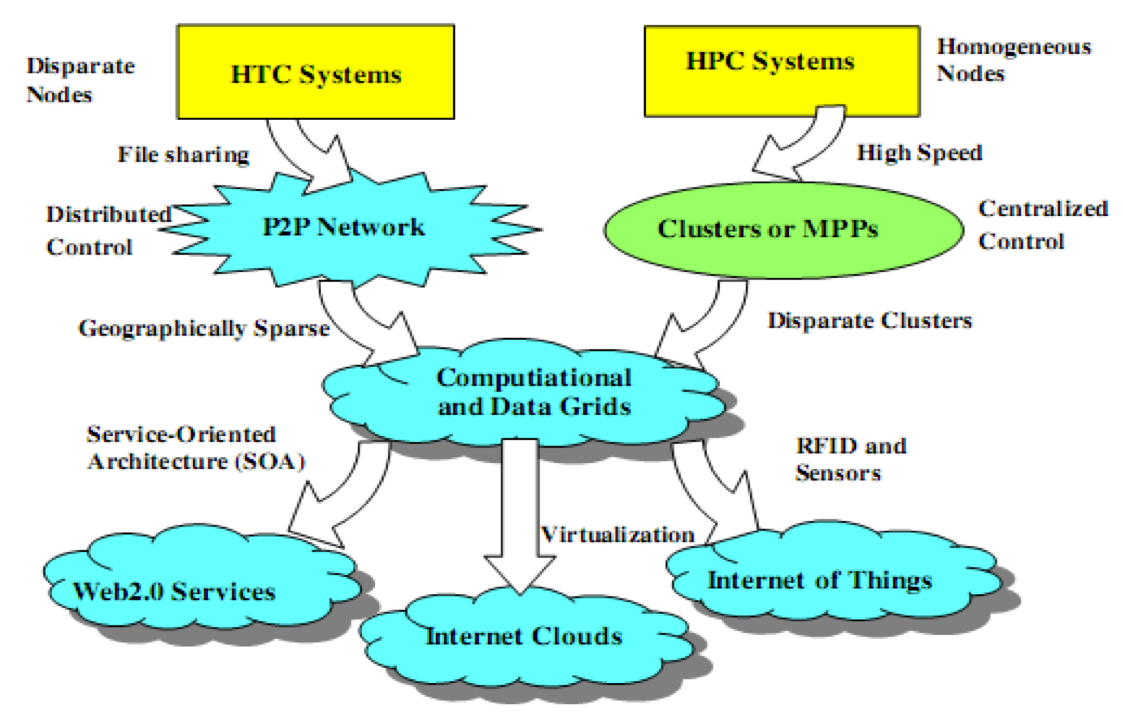 Disparate
Nodes
HTC Systems
HPC Systems
Homogeneous
Nodes
File sharing
High Speed
Distributed
Control
P2P Network
Clusters or MPPs
Centralized
Control
Geographically Sparse
Disparate Clusters
Computiational
and Data Grids
Service-Oriented
Architecture (SOA)
RFID and
Sensors
Virtualization
Web2.0 Services
Internet Clouds
Internet of Things